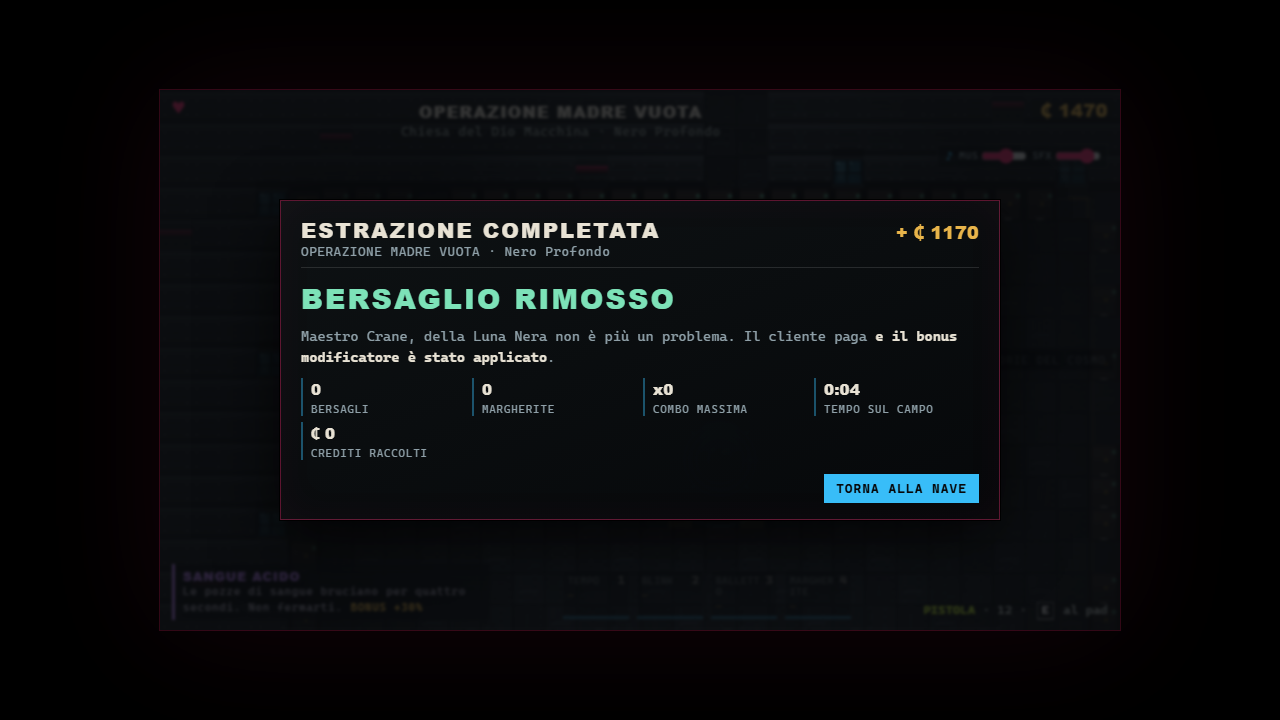 OPERAZIONE MADRE VUOTA
₵ 1470
Chiesa del Dio Macchina · Nero Profondo
♪ MUS SFX
ESTRAZIONE COMPLETATA
+ ₵ 1170
OPERAZIONE MADRE VUOTA · Nero Profondo
BERSAGLIO RIMOSSO
Maestro Crane, della Luna Nera non è più un problema. Il cliente paga e il bonus
modificatore è stato applicato.
0
BERSAGLI
0
MARGHERITE
x0
COMBO MASSIMA
0:04
TEMPO SUL CAMPO
₵ 0
CREDITI RACCOLTI
TORNA ALLA NAVE
SANGUE ACIDO
Le pozze di sangue bruciano per quattro
secondi. Non fermarti. BONUS +30%
PISTOLA · 12 · E al pad.